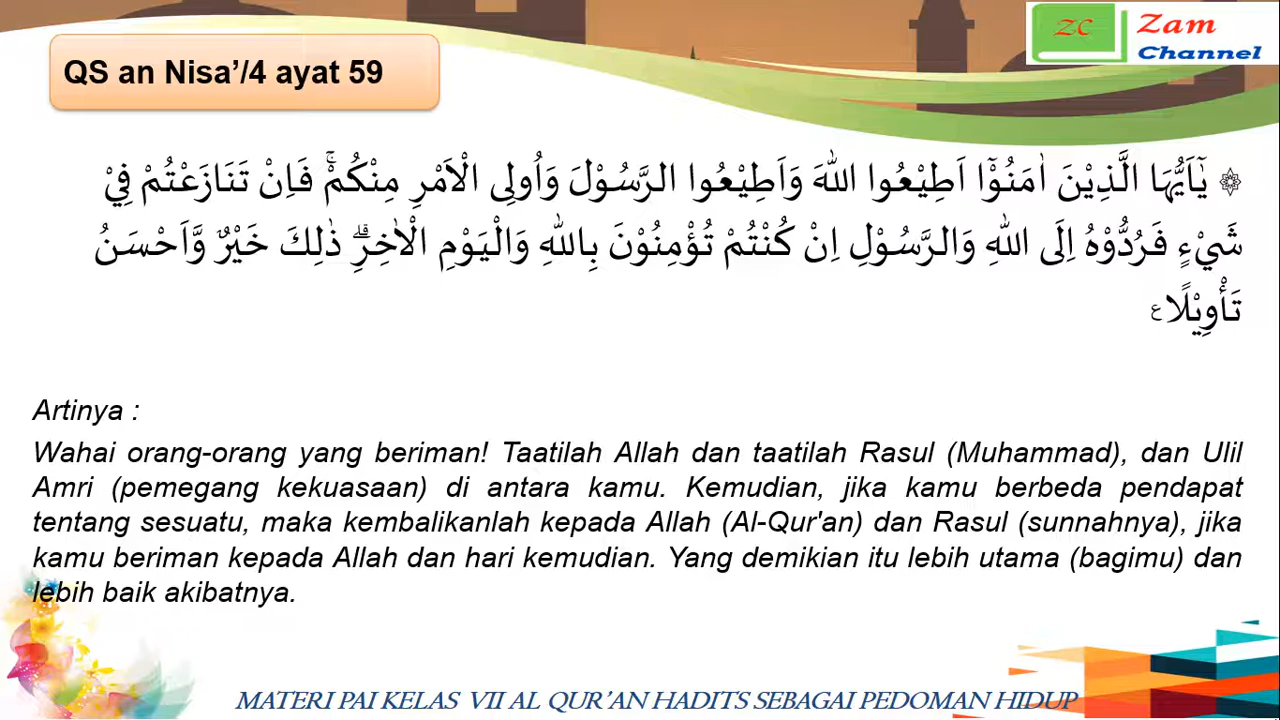 ZC
Zam
Channel
QS an Nisa’/4 ayat 59
۞ يٰٓاَيُّهَا الَّذِيْنَ اٰمَنُوْٓا اَطِيْعُوا اللّٰهَ وَاَطِيْعُوا الرَّسُوْلَ وَاُولِى الْاَمْرِ مِنْكُمْۚ فَاِنْ تَنَازَعْتُمْ فِيْ
شَيْءٍ فَرُدُّوْهُ اِلَى اللّٰهِ وَالرَّسُوْلِ اِنْ كُنْتُمْ تُؤْمِنُوْنَ بِاللّٰهِ وَالْيَوْمِ الْاٰخِرِۗ ذٰلِكَ خَيْرٌ وَّاَحْسَنُ
تَأْوِيْلًا ࣖ
Artinya :
Wahai orang-orang yang beriman! Taatilah Allah dan taatilah Rasul (Muhammad), dan Ulil
Amri (pemegang kekuasaan) di antara kamu. Kemudian, jika kamu berbeda pendapat
tentang sesuatu, maka kembalikanlah kepada Allah (Al-Qur'an) dan Rasul (sunnahnya), jika
kamu beriman kepada Allah dan hari kemudian. Yang demikian itu lebih utama (bagimu) dan
lebih baik akibatnya.
MATERI PAI KELAS VII AL QUR’AN HADITS SEBAGAI PEDOMAN HIDUP